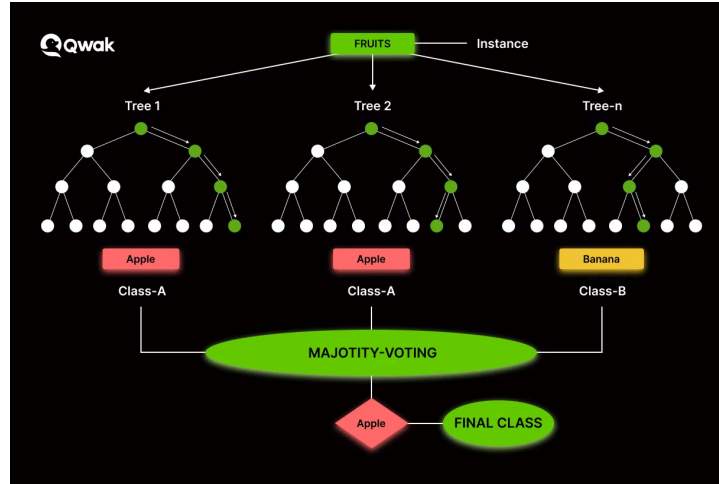 Qwak
FRUITS
Instance
Tree 1
Tree 2
Tree-n
Apple
Apple
Banana
Class-A
Class-A
Class-B
MAJOTITY-VOTING
Apple
FINAL CLASS